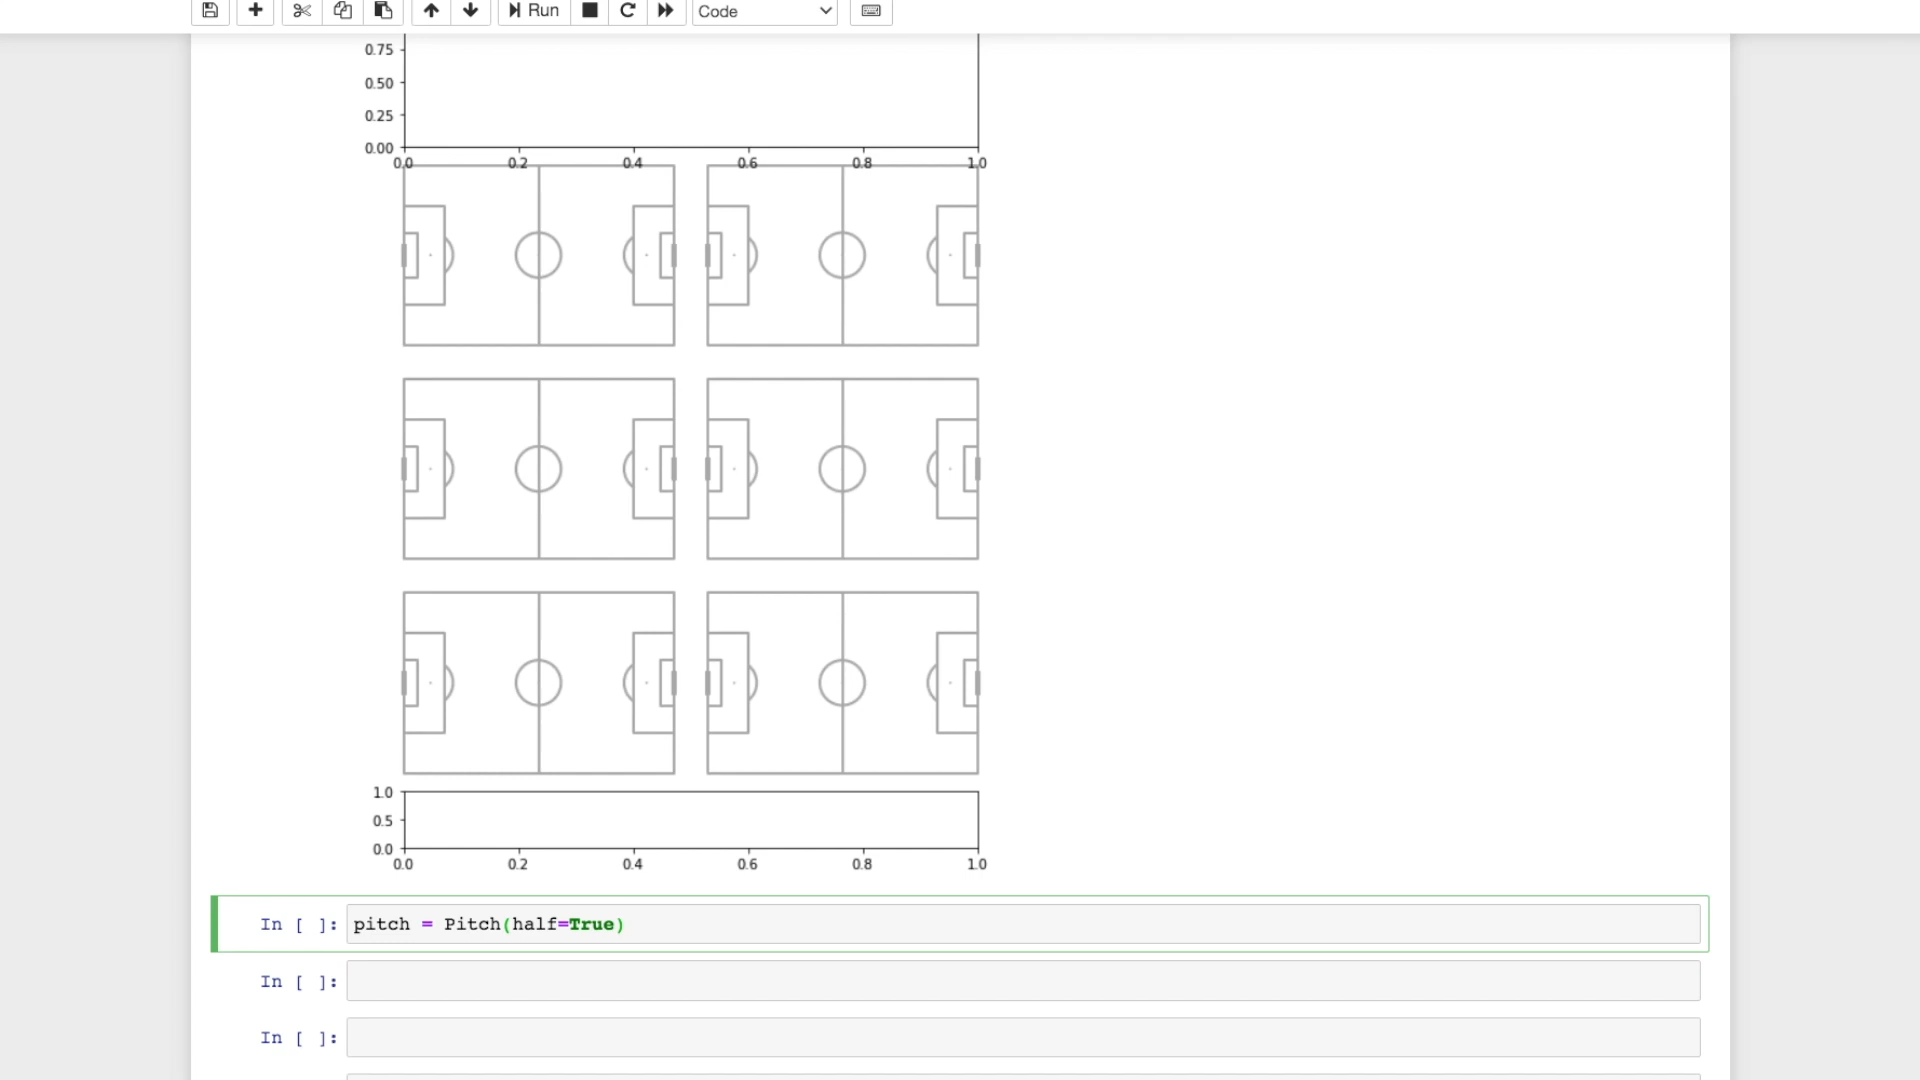 Run Code
0.75
0.50
0.25
0.00
0.0 0.2 0.4 0.6 0.8 1.0
1.0
0.5
0.0
0.0 0.2 0.4 0.6 0.8 1.0
In [ ]: pitch = Pitch(half=True)
In [ ]:
In [ ]: